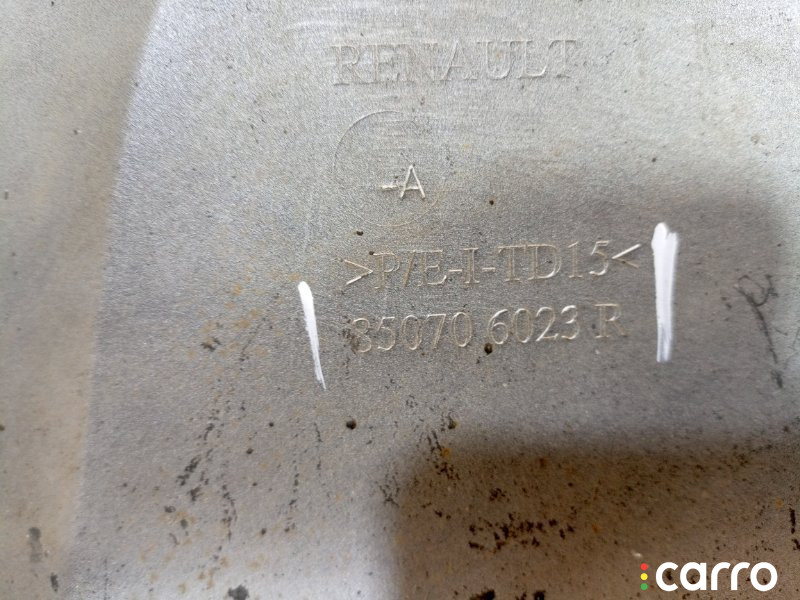 RENAULT
A
>P/E-I-TD15<
850706023R
carro